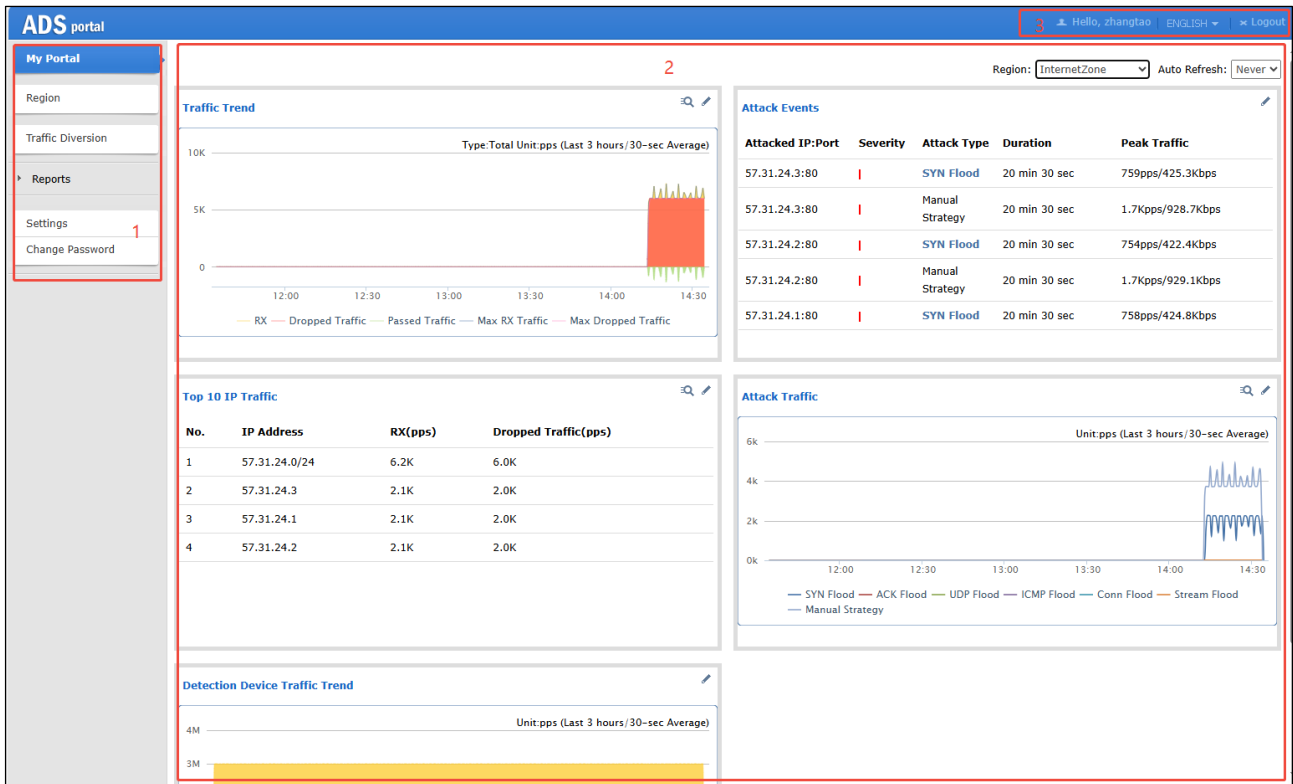 ADS portal
3 Hello, zhangtao ENGLISH Logout
My Portal
Region
Traffic Diversion
Reports
Settings
1
Change Password
2
Region: InternetZone Auto Refresh: Never
Traffic Trend
Type:Total Unit:pps (Last 3 hours/30-sec Average)
10K
5K
0
12:00 12:30 13:00 13:30 14:00 14:30
RX Dropped Traffic Passed Traffic Max RX Traffic Max Dropped Traffic
Attack Events
Attacked IP:Port Severity Attack Type Duration Peak Traffic
57.31.24.3:80 SYN Flood 20 min 30 sec 759pps/425.3Kbps
57.31.24.3:80 Manual Strategy 20 min 30 sec 1.7Kpps/928.7Kbps
57.31.24.2:80 SYN Flood 20 min 30 sec 754pps/422.4Kbps
57.31.24.2:80 Manual Strategy 20 min 30 sec 1.7Kpps/929.1Kbps
57.31.24.1:80 SYN Flood 20 min 30 sec 758pps/424.8Kbps
Top 10 IP Traffic
No. IP Address RX(pps) Dropped Traffic(pps)
1 57.31.24.0/24 6.2K 6.0K
2 57.31.24.3 2.1K 2.0K
3 57.31.24.1 2.1K 2.0K
4 57.31.24.2 2.1K 2.0K
Attack Traffic
Unit:pps (Last 3 hours/30-sec Average)
6k
4k
2k
0k
12:00 12:30 13:00 13:30 14:00 14:30
SYN Flood ACK Flood UDP Flood ICMP Flood Conn Flood Stream Flood
Manual Strategy
Detection Device Traffic Trend
Unit:pps (Last 3 hours/30-sec Average)
4M
3M